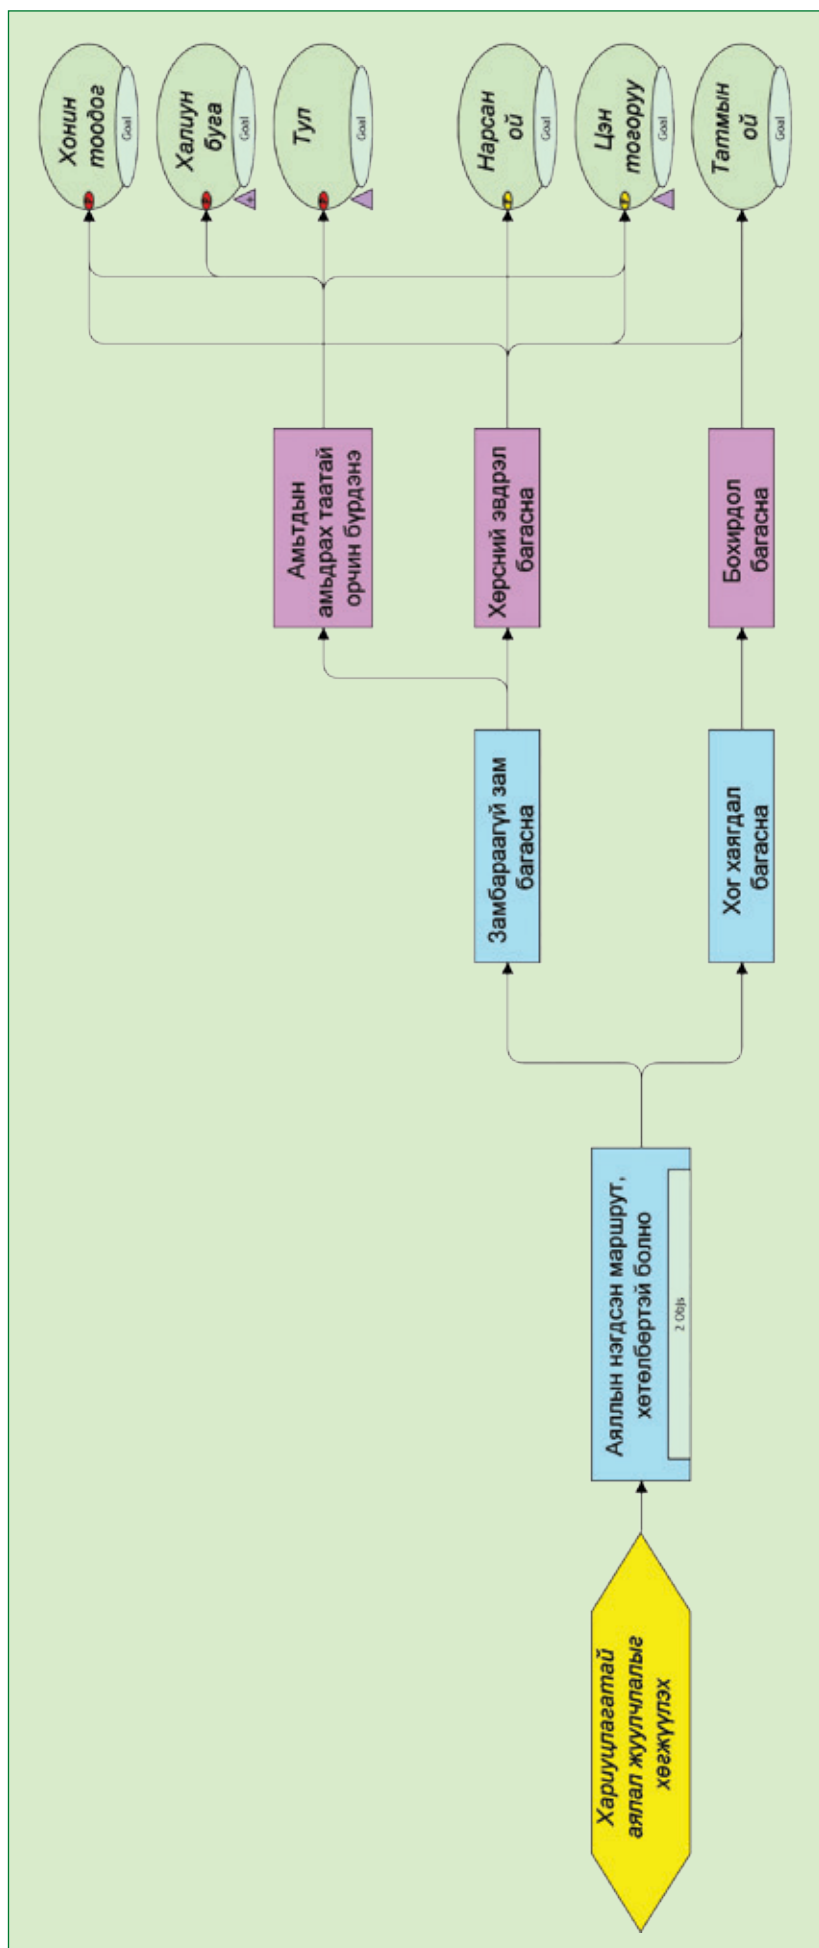 Хариуцлагатай
аялал жуулчлалыг
хөгжүүлэх
Аяллын нэгдсэн маршрут,
хөтөлбөртэй болно
2 Objs
Замбараагүй зам
багасна
Хог хаягдал
багасна
Амьтдын
амьдрах таатай
орчин бүрдэнэ
Хөрсний эвдрэл
багасна
Бохирдол
багасна
Хонин
тоодог
Goal
Халиун
буга
Goal
Тул
Goal
Нарсан
ой
Goal
Цэн
тогоруу
Goal
Татмын
ой
Goal